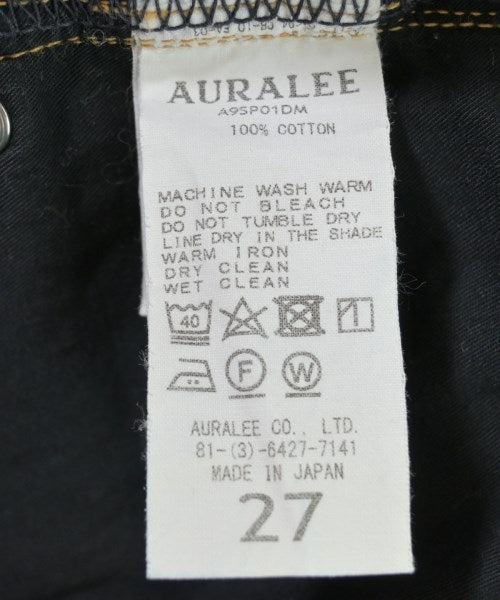 AURALEE
A9SP01DM
100% COTTON
MACHINE WASH WARM
DO NOT BLEACH
DO NOT TUMBLE DRY
LINE DRY IN THE SHADE
WARM IRON
DRY CLEAN
WET CLEAN
40
F W
AURALEE CO., LTD.
81-(3)-6427-7141
MADE IN JAPAN
27